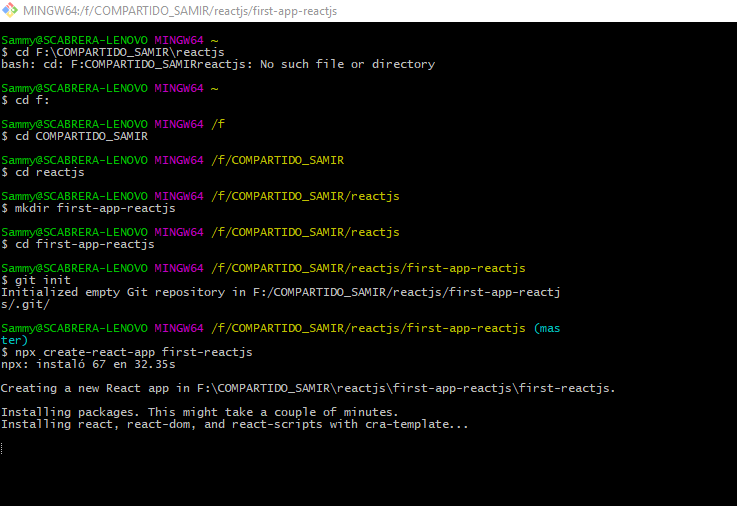 MINGW64:/f/COMPARTIDO_SAMIR/reactjs/first-app-reactjs
Sammy@SCABRERA-LENOVO MINGW64 ~
$ cd F:\COMPARTIDO_SAMIR\reactjs
bash: cd: F:COMPARTIDO_SAMIRreactjs: No such file or directory
Sammy@SCABRERA-LENOVO MINGW64 ~
$ cd f:
Sammy@SCABRERA-LENOVO MINGW64 /f
$ cd COMPARTIDO_SAMIR
Sammy@SCABRERA-LENOVO MINGW64 /f/COMPARTIDO_SAMIR
$ cd reactjs
Sammy@SCABRERA-LENOVO MINGW64 /f/COMPARTIDO_SAMIR/reactjs
$ mkdir first-app-reactjs
Sammy@SCABRERA-LENOVO MINGW64 /f/COMPARTIDO_SAMIR/reactjs
$ cd first-app-reactjs
Sammy@SCABRERA-LENOVO MINGW64 /f/COMPARTIDO_SAMIR/reactjs/first-app-reactjs
$ git init
Initialized empty Git repository in F:/COMPARTIDO_SAMIR/reactjs/first-app-reactj
s/.git/
Sammy@SCABRERA-LENOVO MINGW64 /f/COMPARTIDO_SAMIR/reactjs/first-app-reactjs (mas
ter)
$ npx create-react-app first-reactjs
npx: instaló 67 en 32.35s
Creating a new React app in F:\COMPARTIDO_SAMIR\reactjs\first-app-reactjs\first-reactjs.
Installing packages. This might take a couple of minutes.
Installing react, react-dom, and react-scripts with cra-template...